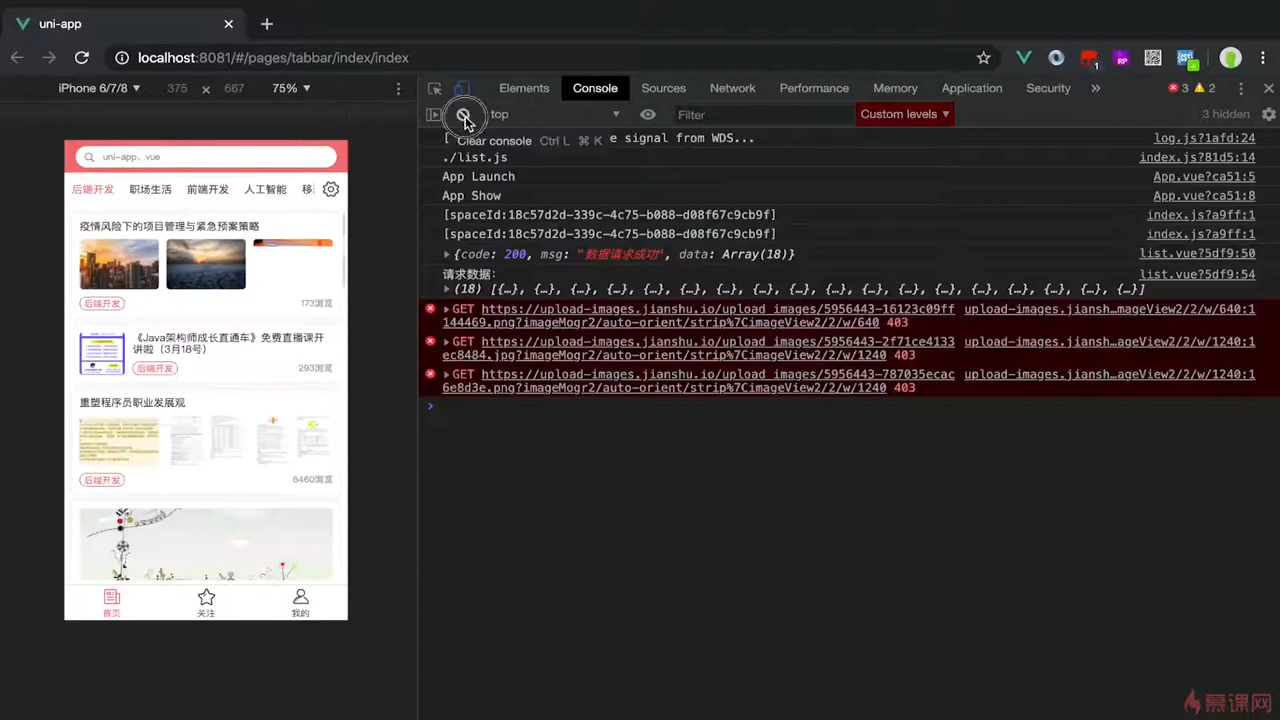 uni-app
localhost:8081/#/pages/tabbar/index/index
RP
1
iPhone 6/7/8 ▼ 375 × 667 75% ▼
Elements Console Sources Network Performance Memory Application Security » 3 2
top ▼ Filter Custom levels ▼ 3 hidden
Clear console Ctrl L ⌘ K
[ e signal from WDS... log.js?1afd:24
./list.js index.js?81d5:14
App Launch App.vue?ca51:5
App Show App.vue?ca51:8
[spaceId:18c57d2d-339c-4c75-b088-d08f67c9cb9f] index.js?a9ff:1
[spaceId:18c57d2d-339c-4c75-b088-d08f67c9cb9f] index.js?a9ff:1
{code: 200, msg: "数据请求成功", data: Array(18)} list.vue?5df9:50
请求数据: list.vue?5df9:54
(18) [{…}, {…}, {…}, {…}, {…}, {…}, {…}, {…}, {…}, {…}, {…}, {…}, {…}, {…}, {…}, {…}, {…}, {…}]
GET https://upload-images.jianshu.io/upload_images/5956443-16123c09ff upload-images.jiansh…mageView2/2/w/640:1
144469.png?imageMogr2/auto-orient/strip%7CimageView2/2/w/640 403
GET https://upload-images.jianshu.io/upload_images/5956443-2f71ce4133 upload-images.jiansh…ageView2/2/w/1240:1
ec8484.jpg?imageMogr2/auto-orient/strip%7CimageView2/2/w/1240 403
GET https://upload-images.jianshu.io/upload_images/5956443-787035ecac upload-images.jiansh…ageView2/2/w/1240:1
6e8d3e.png?imageMogr2/auto-orient/strip%7CimageView2/2/w/1240 403
uni-app、vue
后端开发 职场生活 前端开发 人工智能 移
疫情风险下的项目管理与紧急预案策略
后端开发 173浏览
《Java架构师成长直通车》免费直播课开
讲啦（3月18号）
后端开发 293浏览
重塑程序员职业发展观
后端开发 6460浏览
首页 关注 我的
慕课网